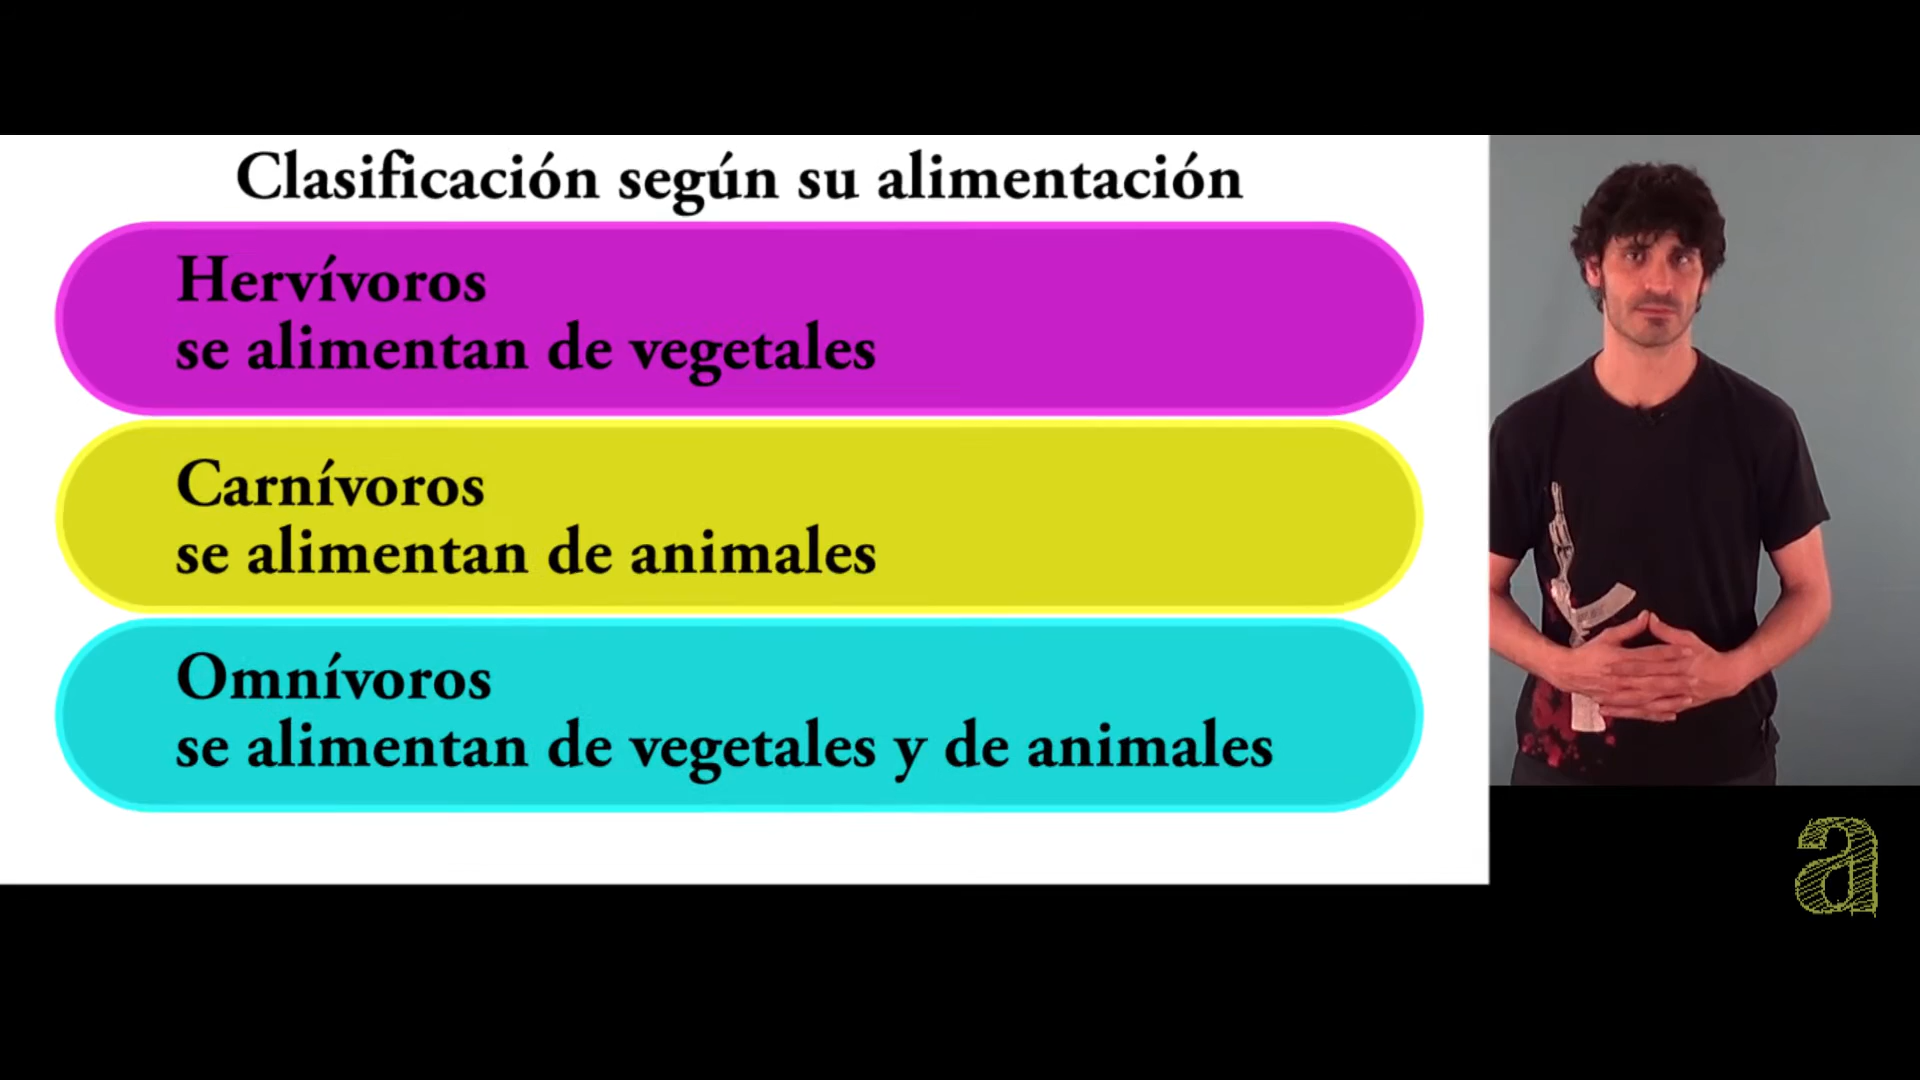 Clasificación según su alimentación
Hervívoros
se alimentan de vegetales
Carnívoros
se alimentan de animales
Omnívoros
se alimentan de vegetales y de animales
a